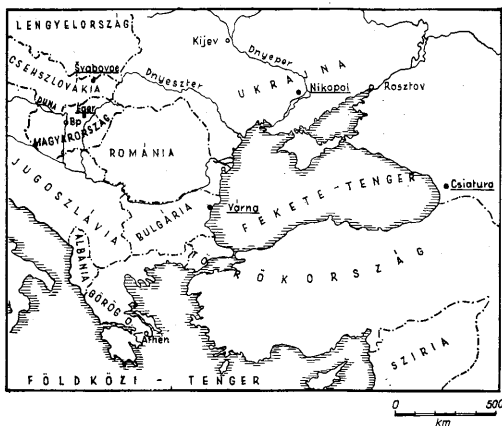 LENGYELORSZÁG
Kijev
Dnyeper
Švabovce
CSEHSZLOVÁKIA
Dnyeszter
UKRAJNA
Nikopol
Rosztov
DUNA
Eger
Bp
MAGYARORSZÁG
ROMÁNIA
JUGOSZLÁVIA
Várna
FEKETE-TENGER
Csiatura
BULGÁRIA
ALBÁNIA
TÖRÖKORSZÁG
GÖRÖG O.
Athén
SZIRIA
FÖLDKÖZI - TENGER
0 500
km